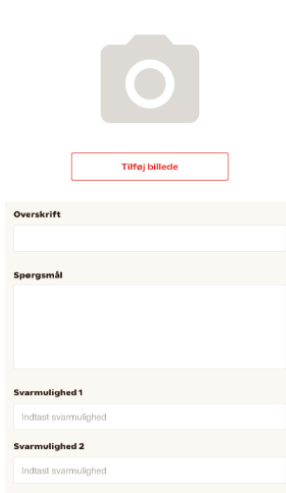 Tilføj billede
Overskrift
Spørgsmål
Svarmulighed 1
Indtast svarmulighed
Svarmulighed 2
Indtast svarmulighed